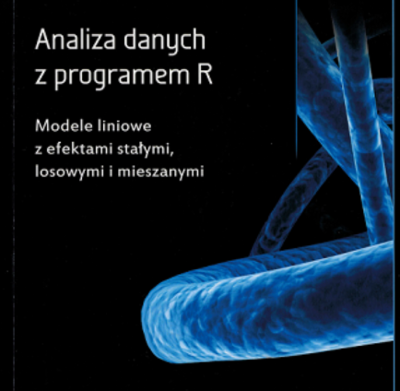 Analiza danych
z programem R
Modele liniowe
z efektami stałymi,
losowymi i mieszanymi